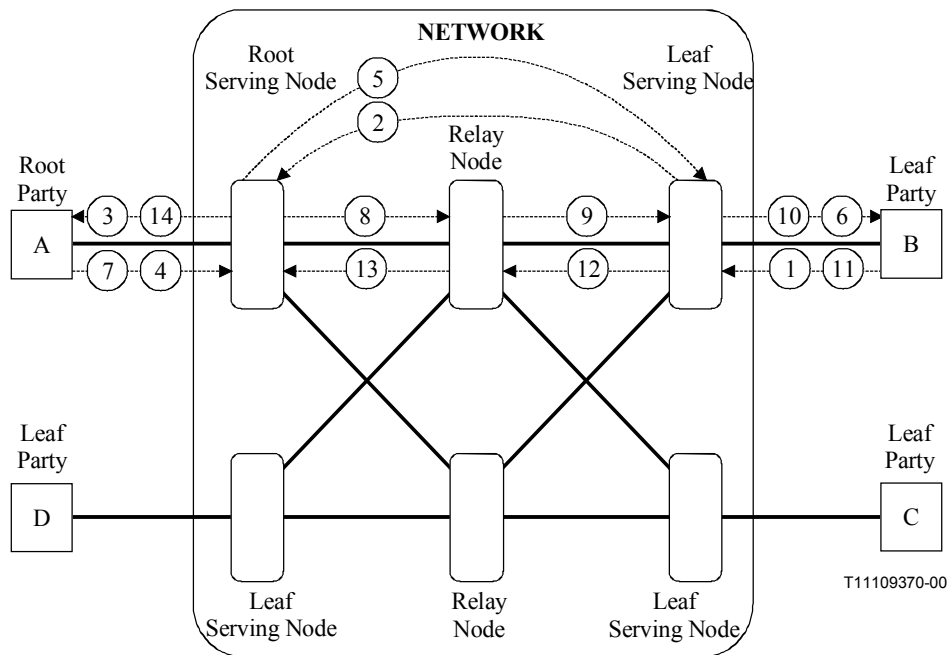 NETWORK
Root
Serving Node
Leaf
Serving Node
5
2
Relay
Node
Root
Party
Leaf
Party
3
14
8
9
10
6
A
B
7
4
13
12
1
11
Leaf
Party
Leaf
Party
D
C
T11109370-00
Leaf
Serving Node
Relay
Node
Leaf
Serving Node